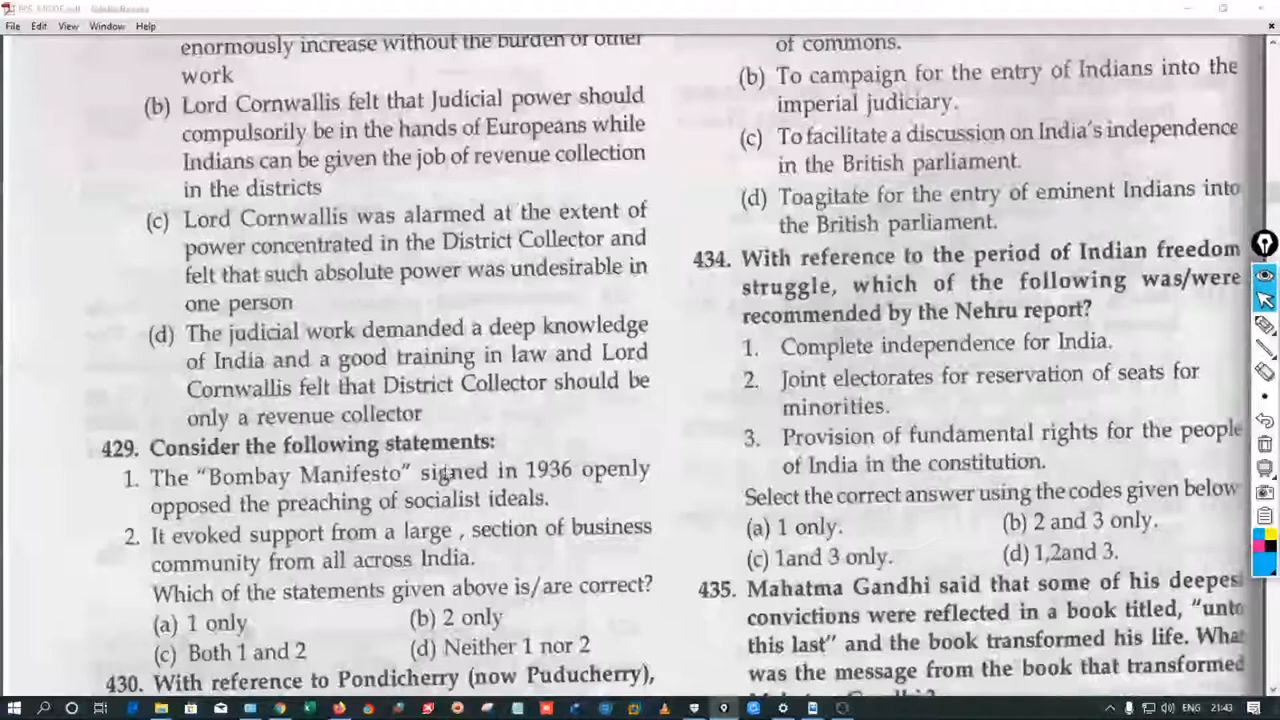 File Edit View Window Help
enormously increase without the burden of other
work
(b) Lord Cornwallis felt that Judicial power should
compulsorily be in the hands of Europeans while
Indians can be given the job of revenue collection
in the districts
(c) Lord Cornwallis was alarmed at the extent of
power concentrated in the District Collector and
felt that such absolute power was undesirable in
one person
(d) The judicial work demanded a deep knowledge
of India and a good training in law and Lord
Cornwallis felt that District Collector should be
only a revenue collector
429. Consider the following statements:
1. The "Bombay Manifesto" signed in 1936 openly
opposed the preaching of socialist ideals.
2. It evoked support from a large , section of business
community from all across India.
Which of the statements given above is/are correct?
(a) 1 only (b) 2 only
(c) Both 1 and 2 (d) Neither 1 nor 2
430. With reference to Pondicherry (now Puducherry),
of commons.
(b) To campaign for the entry of Indians into the
imperial judiciary.
(c) To facilitate a discussion on India's independence
in the British parliament.
(d) Toagitate for the entry of eminent Indians into
the British parliament.
434. With reference to the period of Indian freedom
struggle, which of the following was/were
recommended by the Nehru report?
1. Complete independence for India.
2. Joint electorates for reservation of seats for
minorities.
3. Provision of fundamental rights for the people
of India in the constitution.
Select the correct answer using the codes given below
(a) 1 only. (b) 2 and 3 only.
(c) 1and 3 only. (d) 1,2and 3.
435. Mahatma Gandhi said that some of his deepes
convictions were reflected in a book titled, "unto
this last" and the book transformed his life. What
was the message from the book that transformed
ENG 21:43